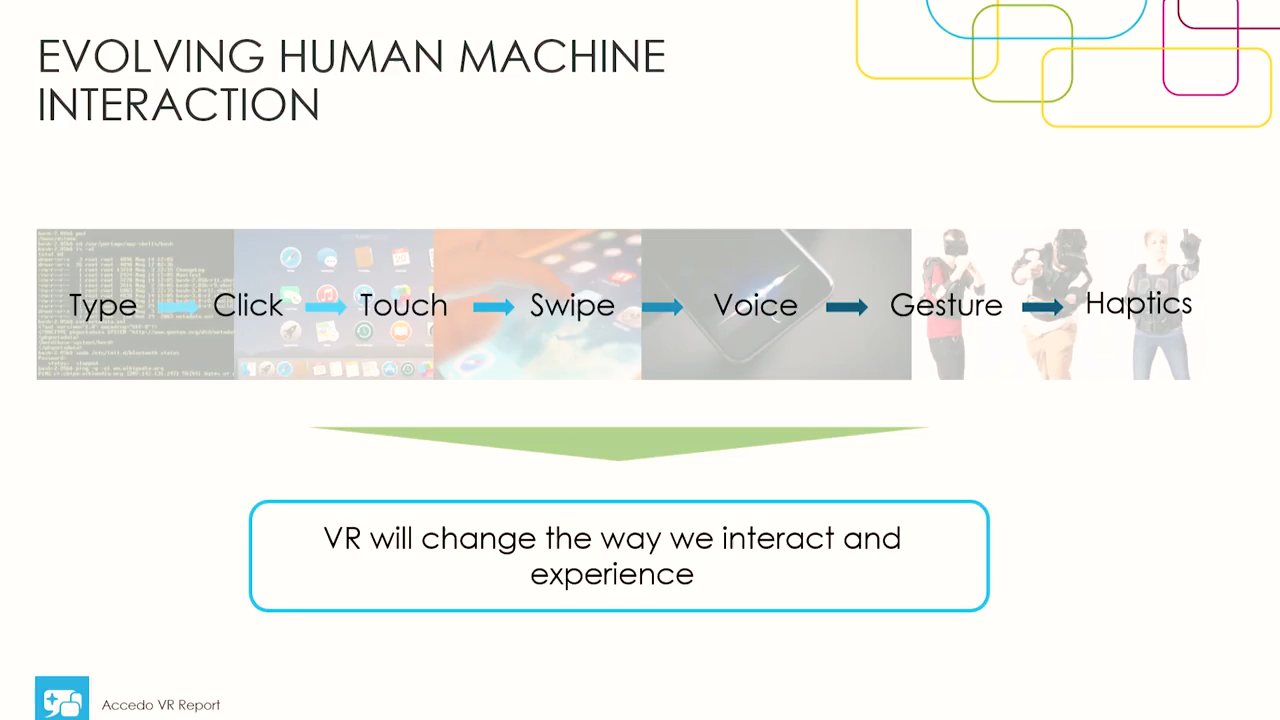 EVOLVING HUMAN MACHINE
INTERACTION
Type Click Touch Swipe Voice Gesture Haptics
VR will change the way we interact and
experience
Accedo VR Report